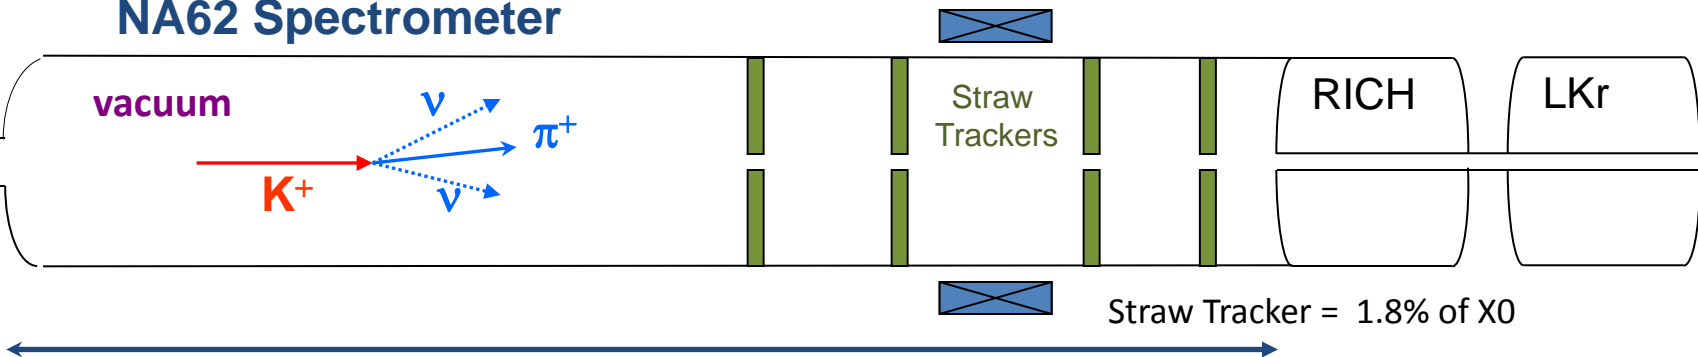 NA62 Spectrometer
vacuum
ν
π+
K+
ν
Straw
Trackers
RICH
LKr
Straw Tracker = 1.8% of X0